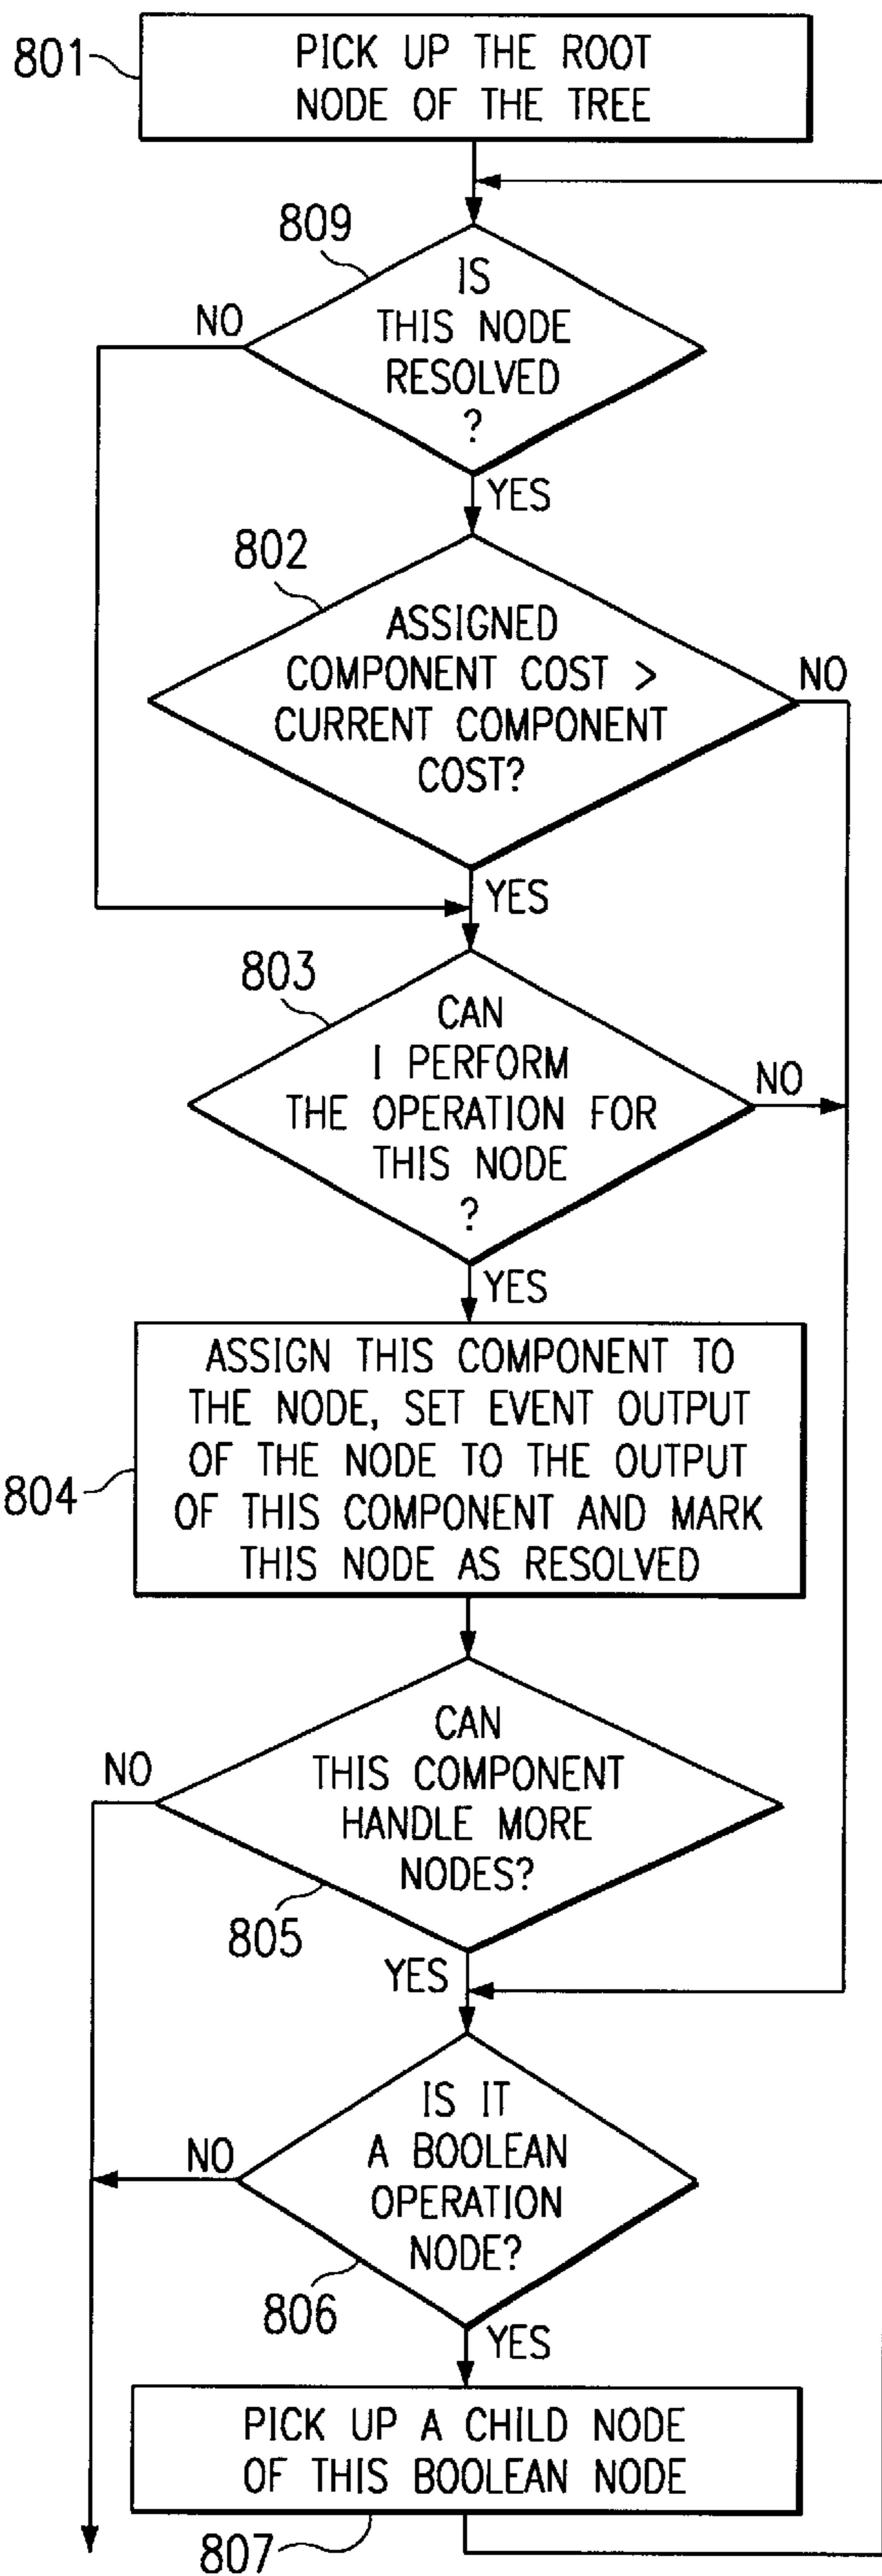 801
PICK UP THE ROOT
NODE OF THE TREE
809
IS
THIS NODE
RESOLVED
?
NO
YES
802
ASSIGNED
COMPONENT COST >
CURRENT COMPONENT
COST?
NO
YES
803
CAN
I PERFORM
THE OPERATION FOR
THIS NODE
?
NO
YES
804
ASSIGN THIS COMPONENT TO
THE NODE, SET EVENT OUTPUT
OF THE NODE TO THE OUTPUT
OF THIS COMPONENT AND MARK
THIS NODE AS RESOLVED
CAN
THIS COMPONENT
HANDLE MORE
NODES?
NO
805
YES
IS IT
A BOOLEAN
OPERATION
NODE?
NO
806
YES
PICK UP A CHILD NODE
OF THIS BOOLEAN NODE
807